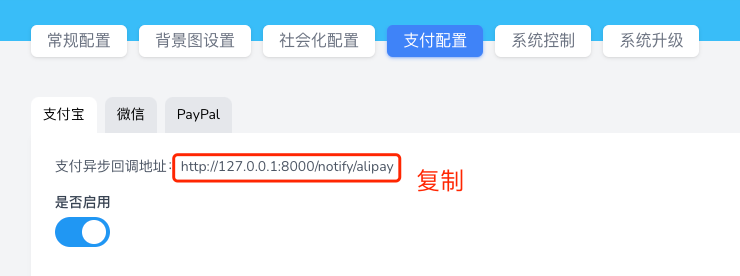 常规配置 背景图设置 社会化配置 支付配置 系统控制 系统升级
支付宝 微信 PayPal
支付异步回调地址: http://127.0.0.1:8000/notify/alipay 复制
是否启用